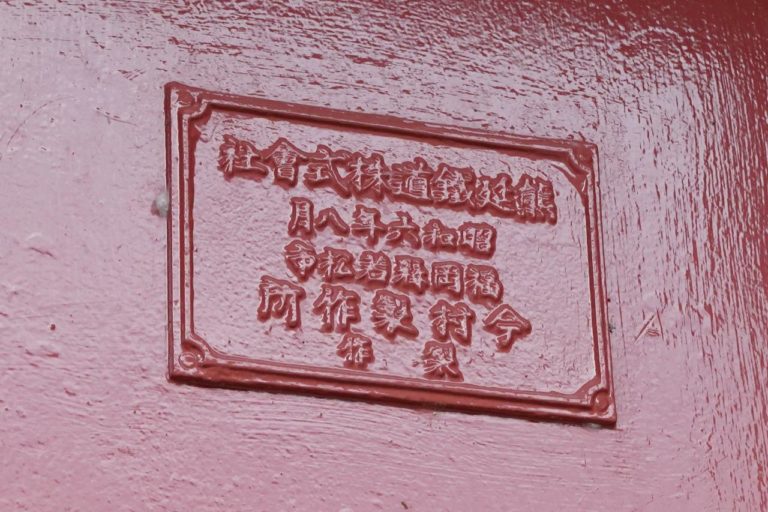 熊延鐵道株式會社
昭和六年八月
福岡縣若松市
今村製作所
製作